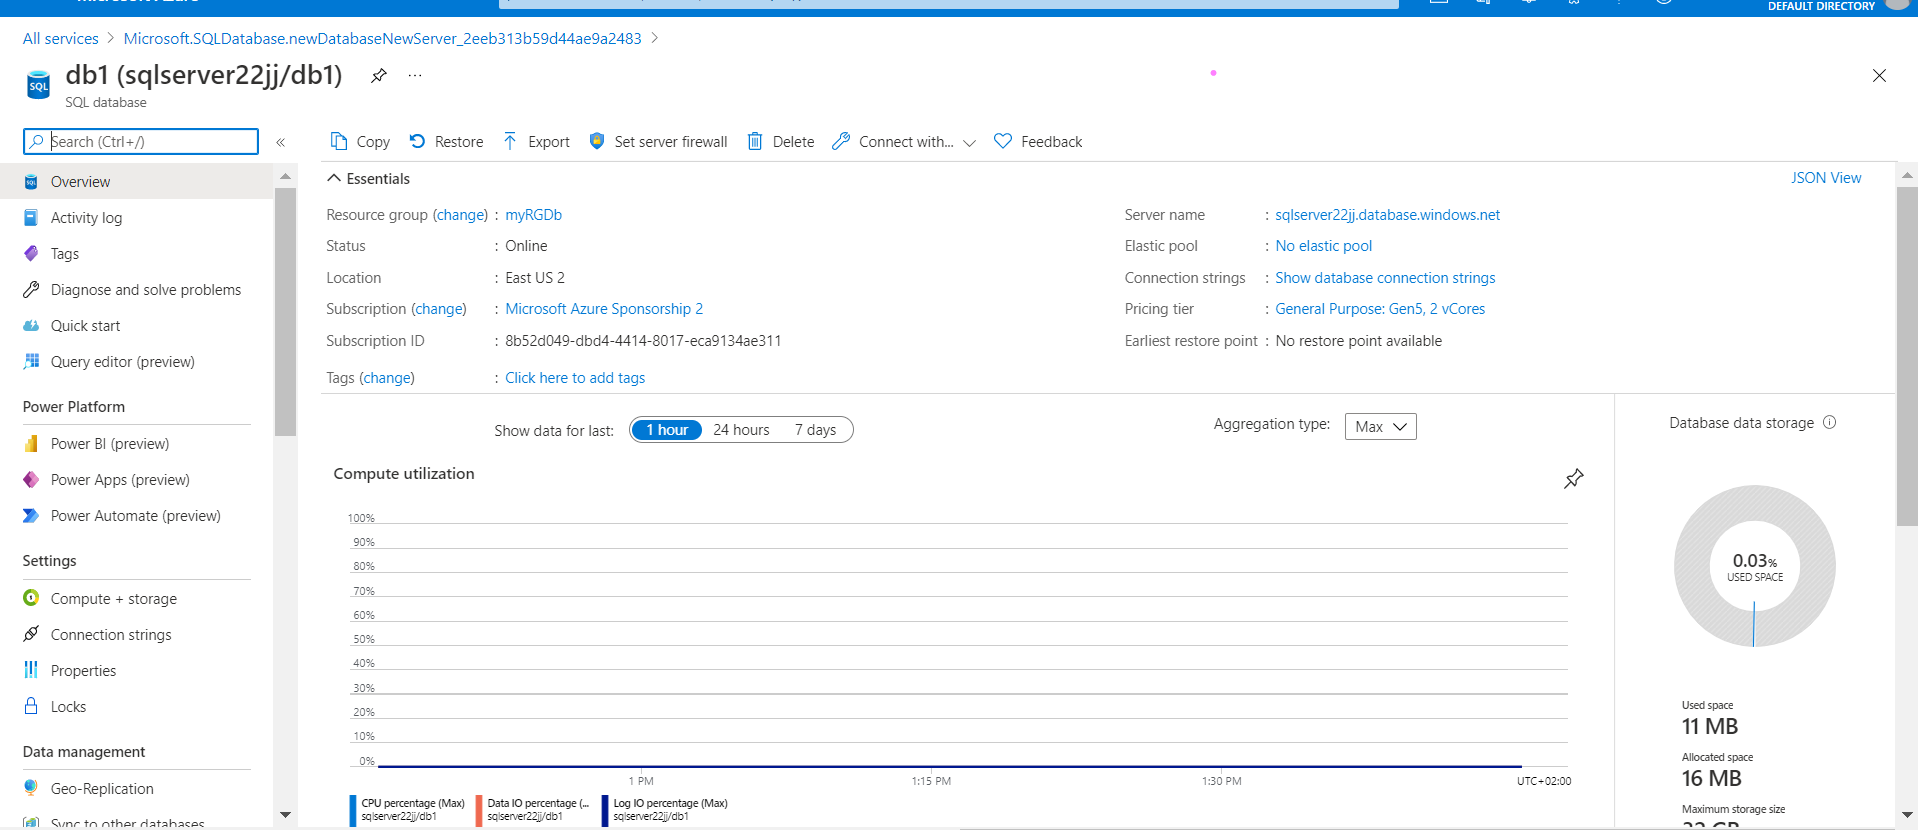 DEFAULT DIRECTORY
All services > Microsoft.SQLDatabase.newDatabaseNewServer_2eeb313b59d44ae9a2483 >
SQL
db1 (sqlserver22jj/db1)
...
SQL database
Search (Ctrl+/)
«
Copy
Restore
Export
Set server firewall
Delete
Connect with...
Feedback
Overview
Activity log
Tags
Diagnose and solve problems
Quick start
Query editor (preview)
Power Platform
Power BI (preview)
Power Apps (preview)
Power Automate (preview)
Settings
Compute + storage
Connection strings
Properties
Locks
Data management
Geo-Replication
Sync to other databases
Essentials
JSON View
Resource group (change) : myRGDb
Status : Online
Location : East US 2
Subscription (change) : Microsoft Azure Sponsorship 2
Subscription ID : 8b52d049-dbd4-4414-8017-eca9134ae311
Tags (change) : Click here to add tags
Server name : sqlserver22jj.database.windows.net
Elastic pool : No elastic pool
Connection strings : Show database connection strings
Pricing tier : General Purpose: Gen5, 2 vCores
Earliest restore point : No restore point available
Show data for last: 1 hour 24 hours 7 days
Aggregation type: Max
Compute utilization
100%
90%
80%
70%
60%
50%
40%
30%
20%
10%
0%
1 PM 1:15 PM 1:30 PM UTC+02:00
CPU percentage (Max)
sqlserver22jj/db1
Data IO percentage (...
sqlserver22jj/db1
Log IO percentage (Max)
sqlserver22jj/db1
Database data storage
0.03%
USED SPACE
Used space
11 MB
Allocated space
16 MB
Maximum storage size